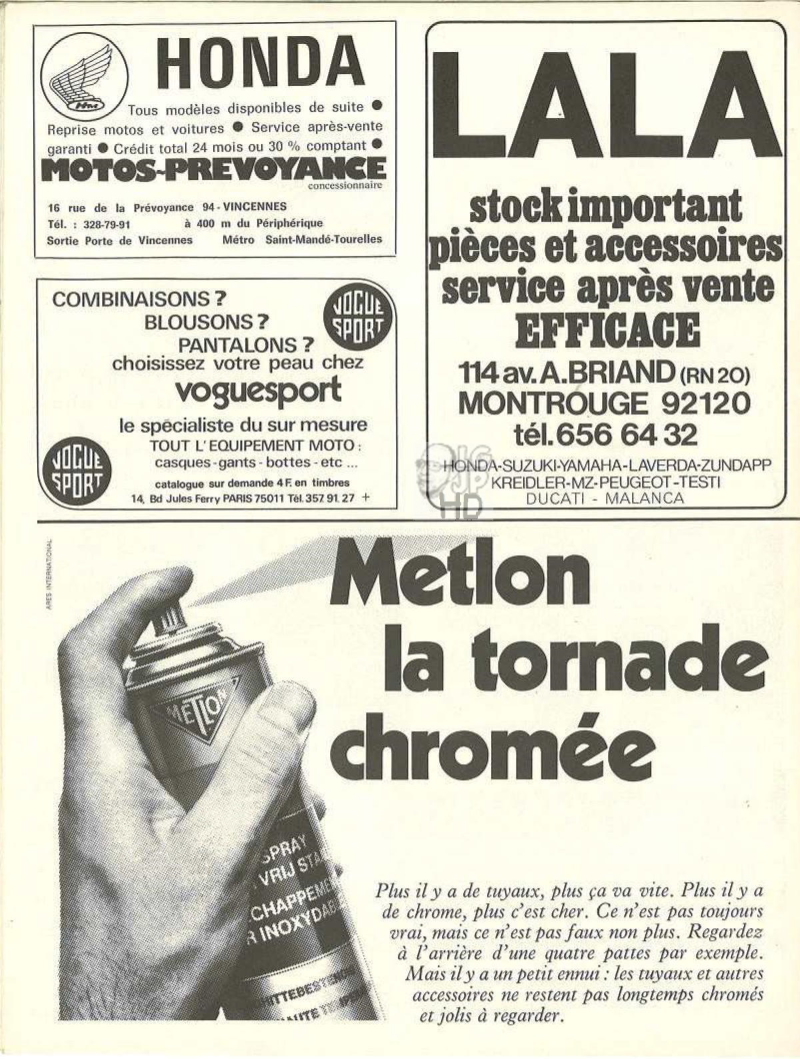 HONDA
Tous modèles disponibles de suite ●
Reprise motos et voitures ● Service après-vente
garanti ● Crédit total 24 mois ou 30 % comptant ●
MOTOS-PREVOYANCE
concessionnaire
16 rue de la Prévoyance 94 - VINCENNES
Tél. : 328-79-91 à 400 m du Périphérique
Sortie Porte de Vincennes Métro Saint-Mandé-Tourelles
COMBINAISONS ?
BLOUSONS ?
PANTALONS ?
choisissez votre peau chez
voguesport
le spécialiste du sur mesure
TOUT L'EQUIPEMENT MOTO :
casques - gants - bottes - etc ...
catalogue sur demande 4 F. en timbres
14, Bd Jules Ferry PARIS 75011 Tél. 357 91 27 +
VOGUE
SPORT
VOGUE
SPORT
LALA
stock important
pièces et accessoires
service après vente
EFFICACE
114 av. A. BRIAND (RN 20)
MONTROUGE 92120
tél. 656 64 32
HONDA-SUZUKI-YAMAHA-LAVERDA-ZUNDAPP
KREIDLER-MZ-PEUGEOT-TESTI
DUCATI - MALANCA
HD
ARES INTERNATIONAL
Metlon
la tornade
chromée
METLON
SPRAY
VRIJ STA
CHAPPEME
R INOXYDAB
HITTEBESTEND
AUTE TEMPER
Plus il y a de tuyaux, plus ça va vite. Plus il y a
de chrome, plus c'est cher. Ce n'est pas toujours
vrai, mais ce n'est pas faux non plus. Regardez
à l'arrière d'une quatre pattes par exemple.
Mais il y a un petit ennui : les tuyaux et autres
accessoires ne restent pas longtemps chromés
et jolis à regarder.